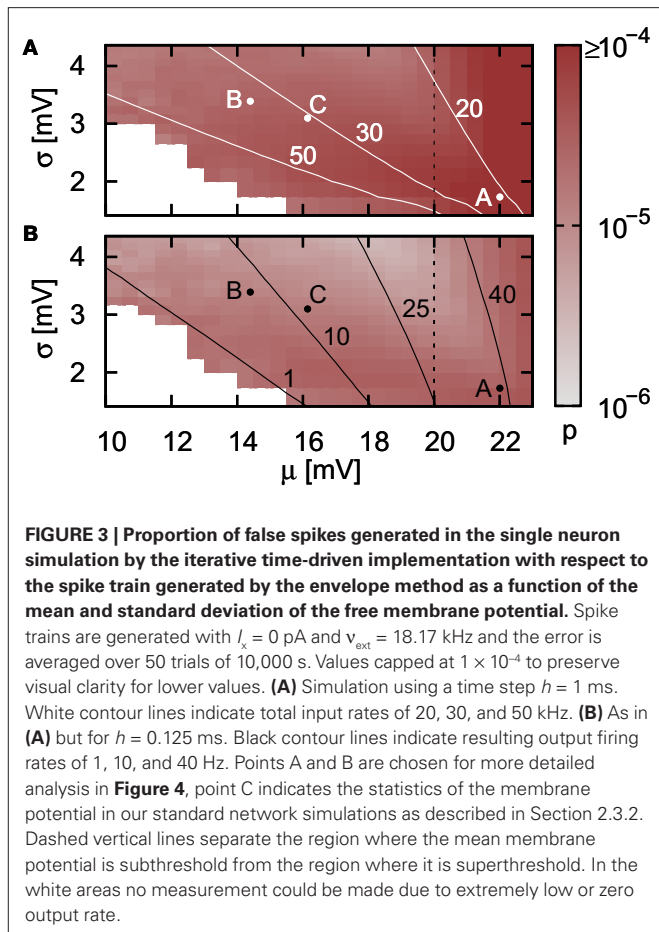 A
4
3
2
σ [mV]
B
C
A
20
30
50
B
4
3
2
σ [mV]
B
C
A
1
10
25
40
10 12 14 16 18 20 22
μ [mV]
≥10⁻⁴
10⁻⁵
10⁻⁶
p
FIGURE 3 | Proportion of false spikes generated in the single neuron
simulation by the iterative time-driven implementation with respect to
the spike train generated by the envelope method as a function of the
mean and standard deviation of the free membrane potential. Spike
trains are generated with Iₓ = 0 pA and νext = 18.17 kHz and the error is
averaged over 50 trials of 10,000 s. Values capped at 1 × 10⁻⁴ to preserve
visual clarity for lower values. (A) Simulation using a time step h = 1 ms.
White contour lines indicate total input rates of 20, 30, and 50 kHz. (B) As in
(A) but for h = 0.125 ms. Black contour lines indicate resulting output firing
rates of 1, 10, and 40 Hz. Points A and B are chosen for more detailed
analysis in Figure 4, point C indicates the statistics of the membrane
potential in our standard network simulations as described in Section 2.3.2.
Dashed vertical lines separate the region where the mean membrane
potential is subthreshold from the region where it is superthreshold. In the
white areas no measurement could be made due to extremely low or zero
output rate.